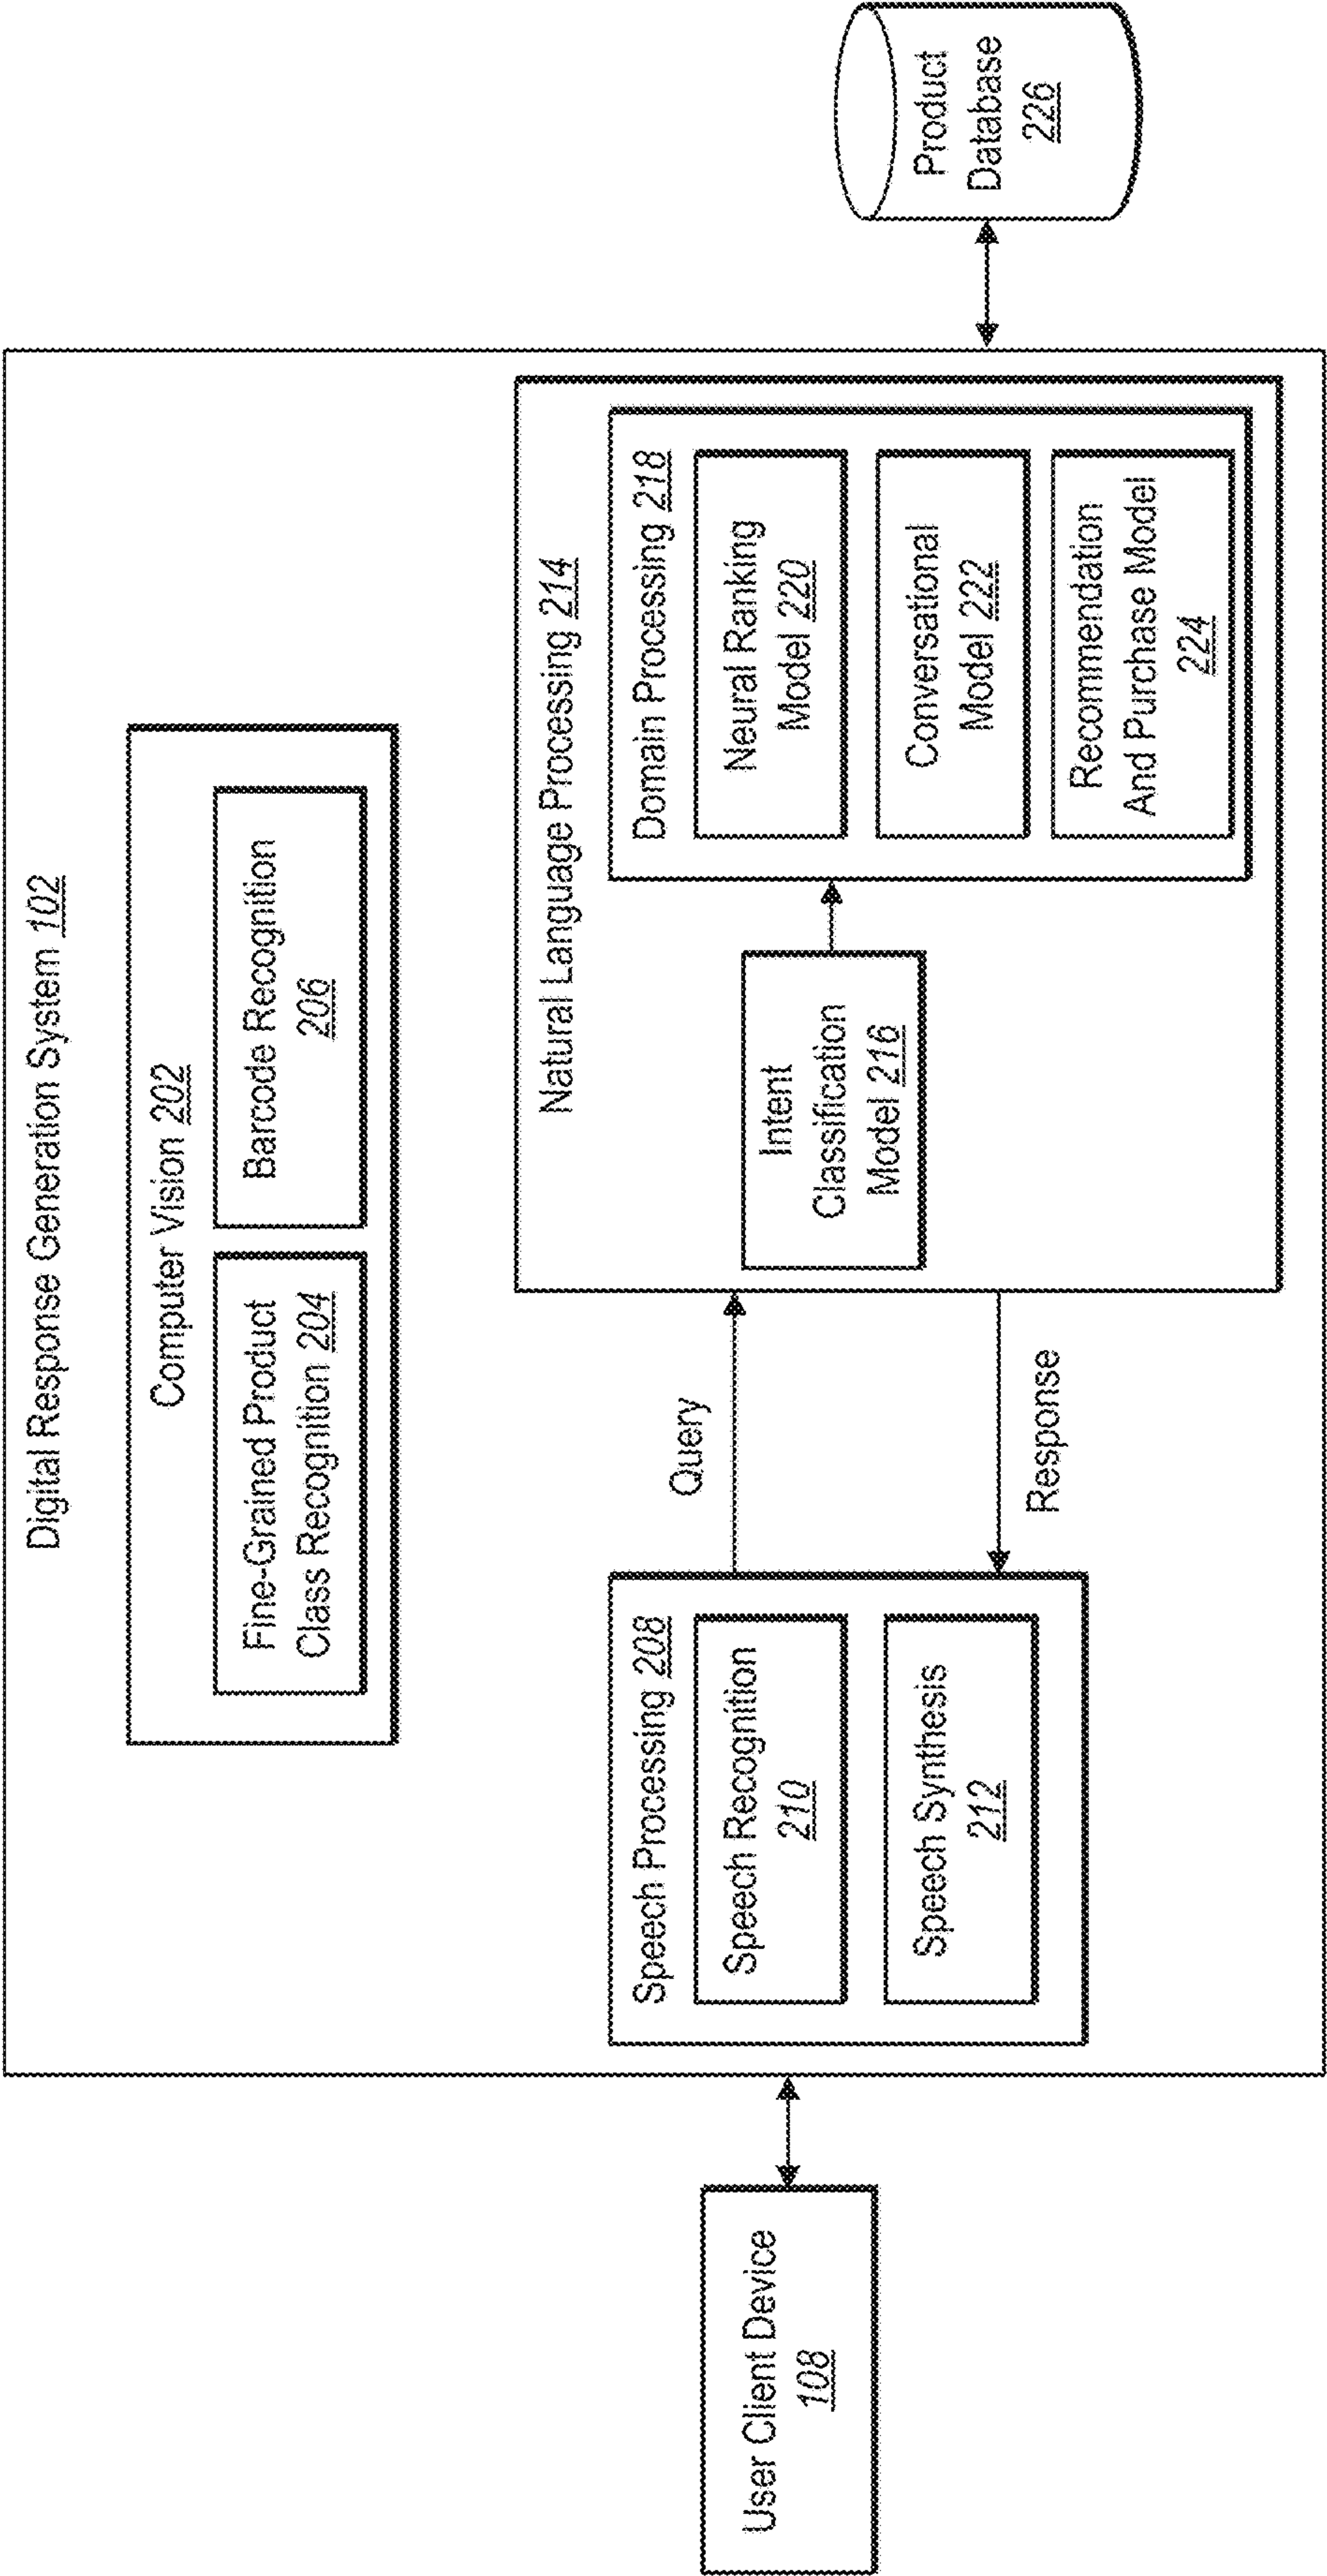 Digital Response Generation System 102
Computer Vision 202
Fine-Grained Product
Class Recognition 204
Barcode Recognition
206
User Client Device
108
Speech Processing 208
Speech Recognition
210
Speech Synthesis
212
Query
Response
Natural Language Processing 214
Intent
Classification
Model 216
Domain Processing 218
Neural Ranking
Model 220
Conversational
Model 222
Recommendation
And Purchase Model
224
Product
Database
226